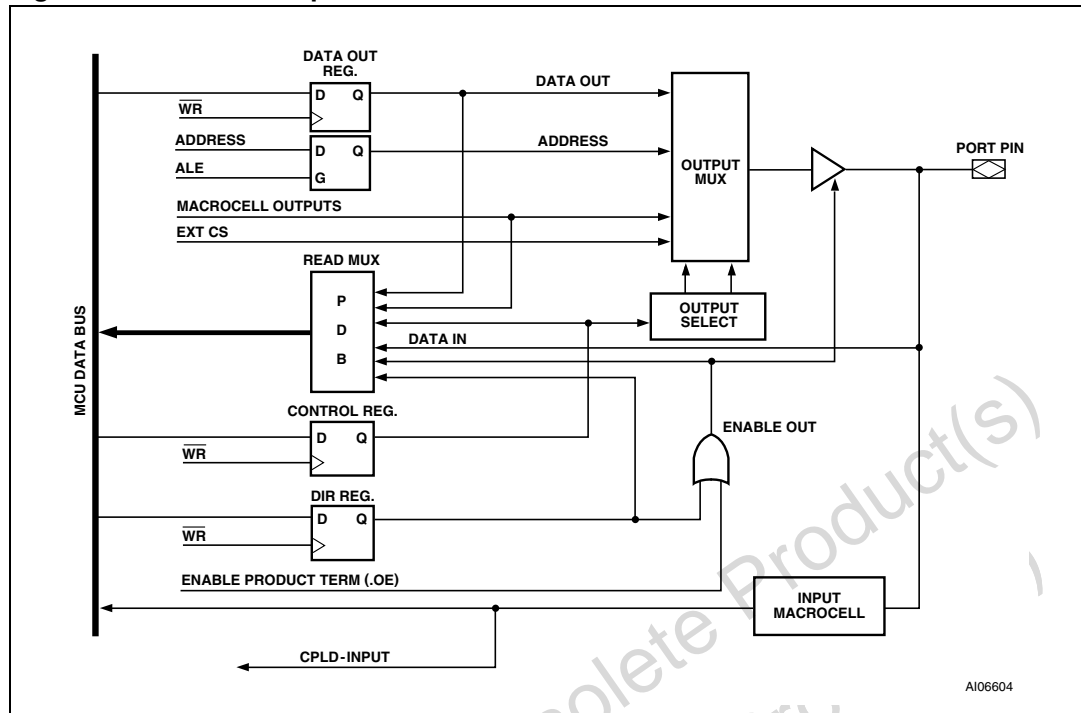 DATA OUT
REG.
D Q
DATA OUT
WR
ADDRESS
D Q
ADDRESS
ALE
G
OUTPUT
MUX
PORT PIN
MACROCELL OUTPUTS
EXT CS
READ MUX
P
D
B
OUTPUT
SELECT
DATA IN
MCU DATA BUS
CONTROL REG.
D Q
WR
ENABLE OUT
DIR REG.
D Q
WR
ENABLE PRODUCT TERM (.OE)
INPUT
MACROCELL
CPLD-INPUT
AI06604
Product(s)